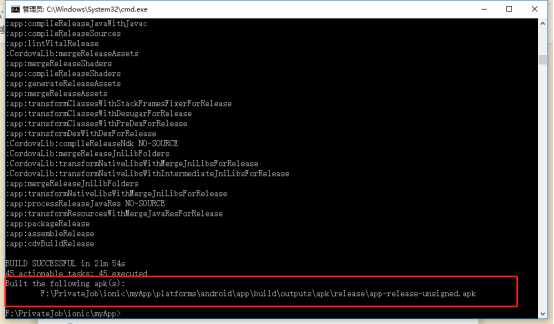 管理员: C:\Windows\System32\cmd.exe
:app:compileReleaseJavaWithJavac
:app:compileReleaseSources
:app:lintVitalRelease
:CordovaLib:mergeReleaseAssets
:app:mergeReleaseShaders
:app:compileReleaseShaders
:app:generateReleaseAssets
:app:mergeReleaseAssets
:app:transformClassesWithStackFramesFixerForRelease
:app:transformClassesWithDesugarForRelease
:app:transformClassesWithPreDexForRelease
:app:transformDexWithDexForRelease
:CordovaLib:compileReleaseNdk NO-SOURCE
:CordovaLib:mergeReleaseJniLibFolders
:CordovaLib:transformNativeLibsWithMergeJniLibsForRelease
:CordovaLib:transformNativeLibsWithIntermediateJniLibsForRelease
:app:mergeReleaseJniLibFolders
:app:transformNativeLibsWithMergeJniLibsForRelease
:app:processReleaseJavaRes NO-SOURCE
:app:transformResourcesWithMergeJavaResForRelease
:app:packageRelease
:app:assembleRelease
:app:cdvBuildRelease
BUILD SUCCESSFUL in 21m 54s
45 actionable tasks: 45 executed
Built the following apk(s):
F:\PrivateJob\ionic\myApp\platforms\android\app\build\outputs\apk\release\app-release-unsigned.apk
F:\PrivateJob\ionic\myApp>